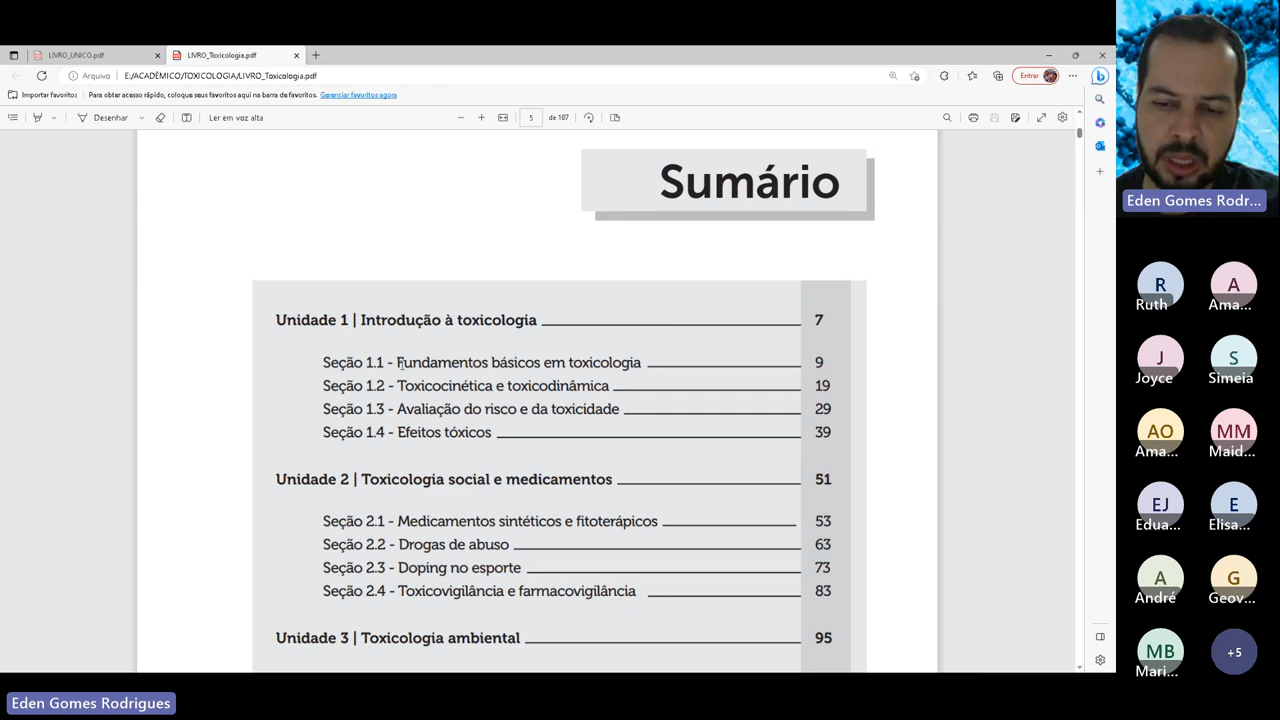 LIVRO_UNICO.pdf
LIVRO_Toxicologia.pdf
Arquivo
E:/ACADÊMICO/TOXICOLOGIA/LIVRO_Toxicologia.pdf
Entrar
Importar favoritos
Para obter acesso rápido, coloque seus favoritos aqui na barra de favoritos. Gerenciar favoritos agora
Desenhar
Ler em voz alta
5 de 187
Sumário
Unidade 1 | Introdução à toxicologia 7
Seção 1.1 - Fundamentos básicos em toxicologia 9
Seção 1.2 - Toxicocinética e toxicodinâmica 19
Seção 1.3 - Avaliação do risco e da toxicidade 29
Seção 1.4 - Efeitos tóxicos 39
Unidade 2 | Toxicologia social e medicamentos 51
Seção 2.1 - Medicamentos sintéticos e fitoterápicos 53
Seção 2.2 - Drogas de abuso 63
Seção 2.3 - Doping no esporte 73
Seção 2.4 - Toxicovigilância e farmacovigilância 83
Unidade 3 | Toxicologia ambiental 95
Eden Gomes Rodr...
R
Ruth
A
Ama...
J
Joyce
S
Simeia
AO
Ama...
MM
Maid...
EJ
Edua...
E
Elisa...
A
André
G
Geov...
MB
Mari...
+5
Eden Gomes Rodrigues